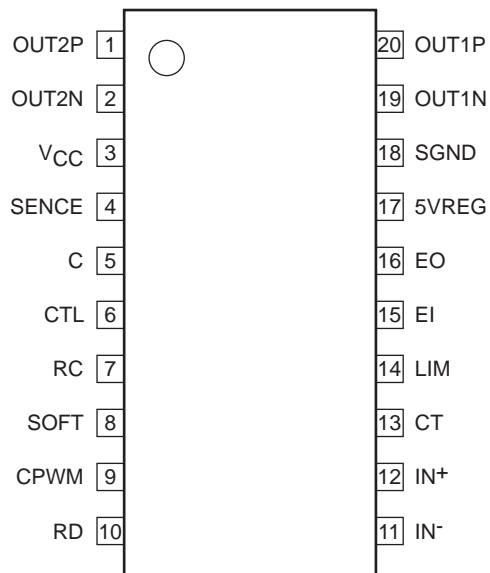 OUT2P 1 20 OUT1P
OUT2N 2 19 OUT1N
VCC 3 18 SGND
SENCE 4 17 5VREG
C 5 16 EO
CTL 6 15 EI
RC 7 14 LIM
SOFT 8 13 CT
CPWM 9 12 IN+
RD 10 11 IN-